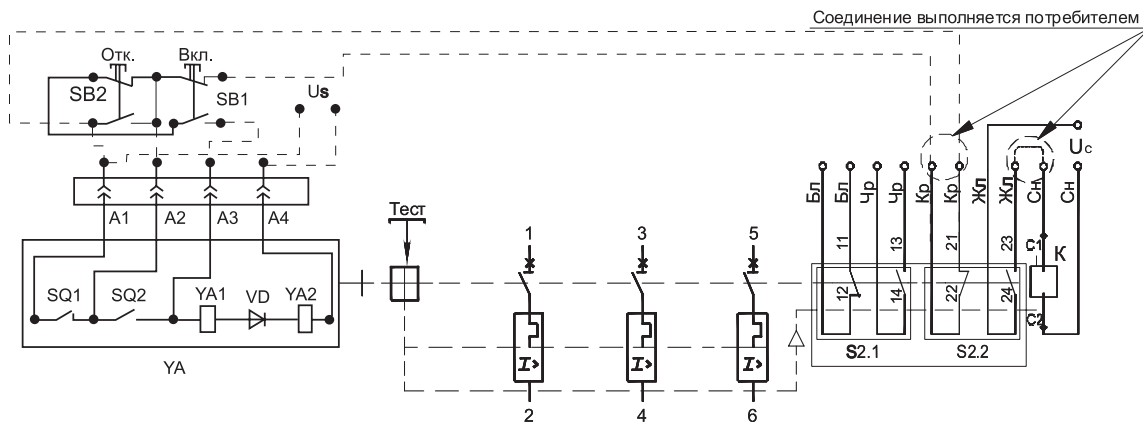 Соединение выполняется потребителем
Откл. Вкл.
SB2 SB1
Us
Uc
Бл Бл Чр Чр Кр Кр Жл Жл Сн Сн
A1 A2 A3 A4
Тест
1 3 5
11 13 21 23
C1 K
12 14 22 24
C2
SQ1 SQ2 YA1 VD YA2
I> I> I>
S2.1 S2.2
YA
2 4 6